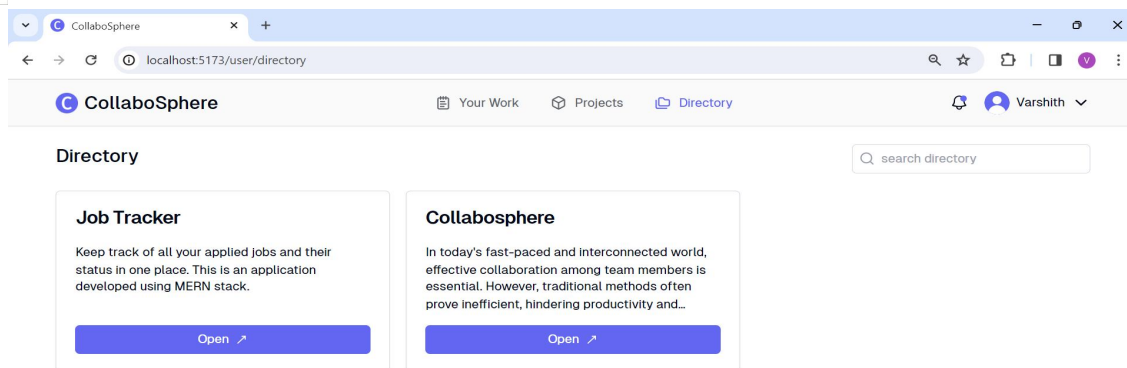 CollaboSphere
localhost:5173/user/directory
V
C CollaboSphere
Your Work Projects Directory
Varshith
Directory
search directory
Job Tracker
Keep track of all your applied jobs and their
status in one place. This is an application
developed using MERN stack.
Open ↗
Collabosphere
In today's fast-paced and interconnected world,
effective collaboration among team members is
essential. However, traditional methods often
prove inefficient, hindering productivity and...
Open ↗